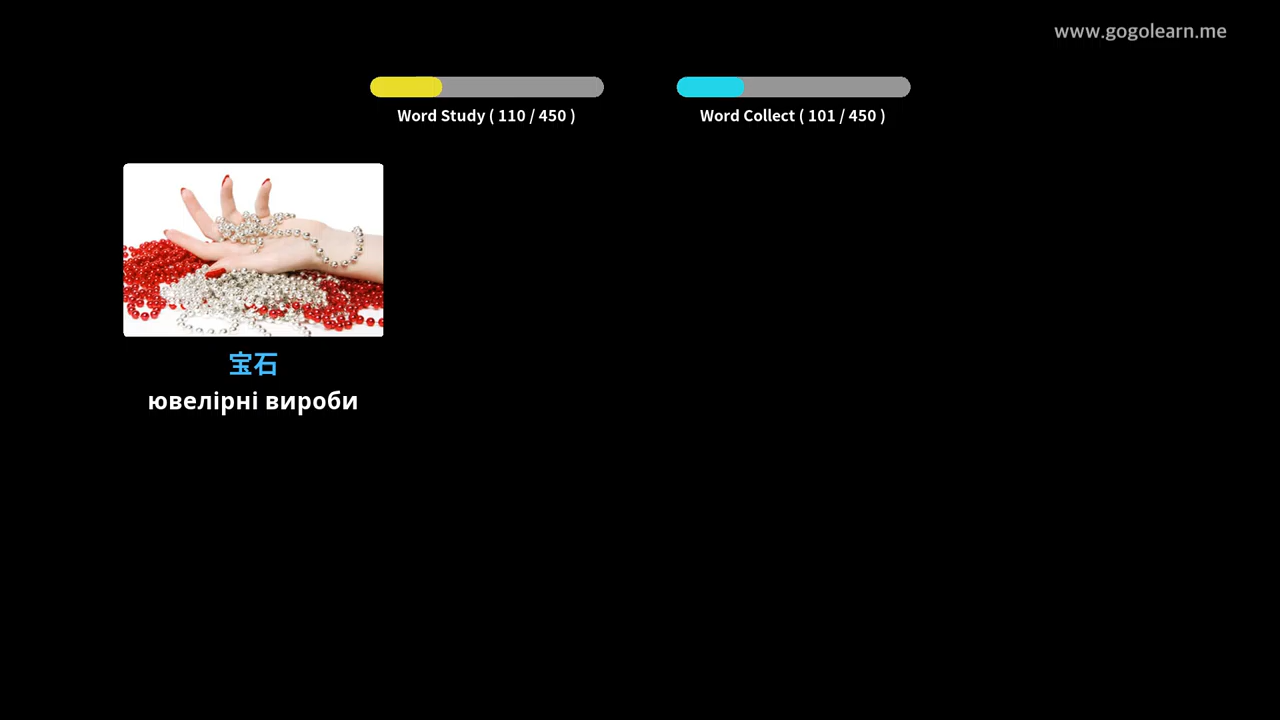 www.gogolearn.me
Word Study ( 110 / 450 )
Word Collect ( 101 / 450 )
宝石
ювелірні вироби